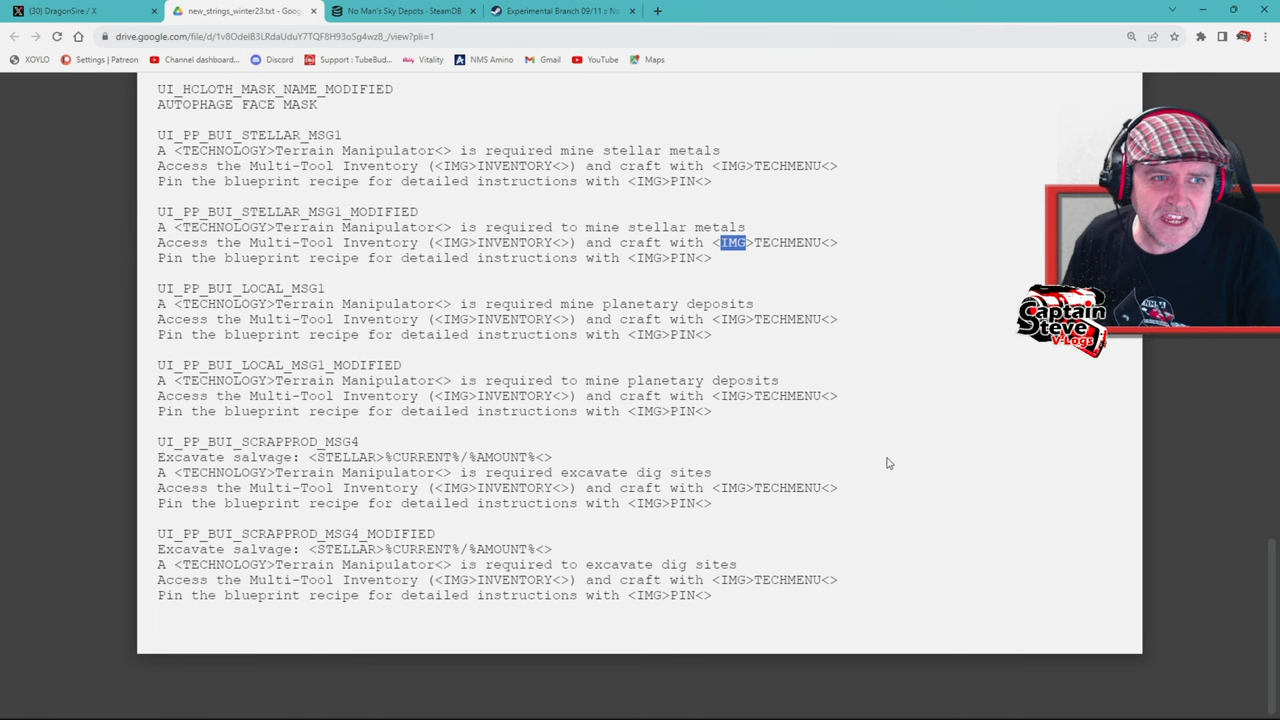 (30) DragonSire / X
new_strings_winter23.txt - Goog
No Man's Sky Depots · SteamDB
Experimental Branch 09/11 :: No
drive.google.com/file/d/1v8OdelB3LRdaUduY7TQF8H93oSg4wz8_/view?pli=1
XOYLO
Settings | Patreon
Channel dashboard...
Discord
Support : TubeBud...
Vitality
NMS Amino
Gmail
YouTube
Maps
UI_HCLOTH_MASK_NAME_MODIFIED
AUTOPHAGE FACE MASK
UI_PP_BUI_STELLAR_MSG1
A <TECHNOLOGY>Terrain Manipulator<> is required mine stellar metals
Access the Multi-Tool Inventory (<IMG>INVENTORY<>) and craft with <IMG>TECHMENU<>
Pin the blueprint recipe for detailed instructions with <IMG>PIN<>
UI_PP_BUI_STELLAR_MSG1_MODIFIED
A <TECHNOLOGY>Terrain Manipulator<> is required to mine stellar metals
Access the Multi-Tool Inventory (<IMG>INVENTORY<>) and craft with <IMG>TECHMENU<>
Pin the blueprint recipe for detailed instructions with <IMG>PIN<>
UI_PP_BUI_LOCAL_MSG1
A <TECHNOLOGY>Terrain Manipulator<> is required mine planetary deposits
Access the Multi-Tool Inventory (<IMG>INVENTORY<>) and craft with <IMG>TECHMENU<>
Pin the blueprint recipe for detailed instructions with <IMG>PIN<>
UI_PP_BUI_LOCAL_MSG1_MODIFIED
A <TECHNOLOGY>Terrain Manipulator<> is required to mine planetary deposits
Access the Multi-Tool Inventory (<IMG>INVENTORY<>) and craft with <IMG>TECHMENU<>
Pin the blueprint recipe for detailed instructions with <IMG>PIN<>
UI_PP_BUI_SCRAPPROD_MSG4
Excavate salvage: <STELLAR>%CURRENT%/%AMOUNT%<>
A <TECHNOLOGY>Terrain Manipulator<> is required excavate dig sites
Access the Multi-Tool Inventory (<IMG>INVENTORY<>) and craft with <IMG>TECHMENU<>
Pin the blueprint recipe for detailed instructions with <IMG>PIN<>
UI_PP_BUI_SCRAPPROD_MSG4_MODIFIED
Excavate salvage: <STELLAR>%CURRENT%/%AMOUNT%<>
A <TECHNOLOGY>Terrain Manipulator<> is required to excavate dig sites
Access the Multi-Tool Inventory (<IMG>INVENTORY<>) and craft with <IMG>TECHMENU<>
Pin the blueprint recipe for detailed instructions with <IMG>PIN<>
Captain
Steve
V-Logs